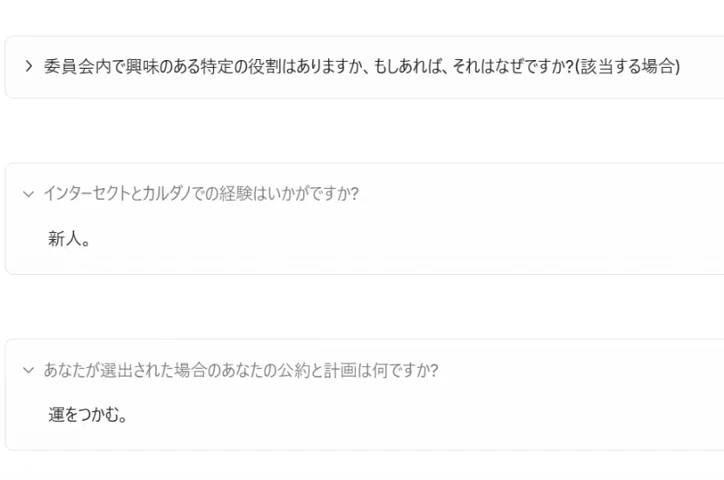 委員会内で興味のある特定の役割はありますか、もしあれば、それはなぜですか?(該当する場合)
インターセクトとカルダノでの経験はいかがですか?
新人。
あなたが選出された場合のあなたの公約と計画は何ですか?
運をつかむ。